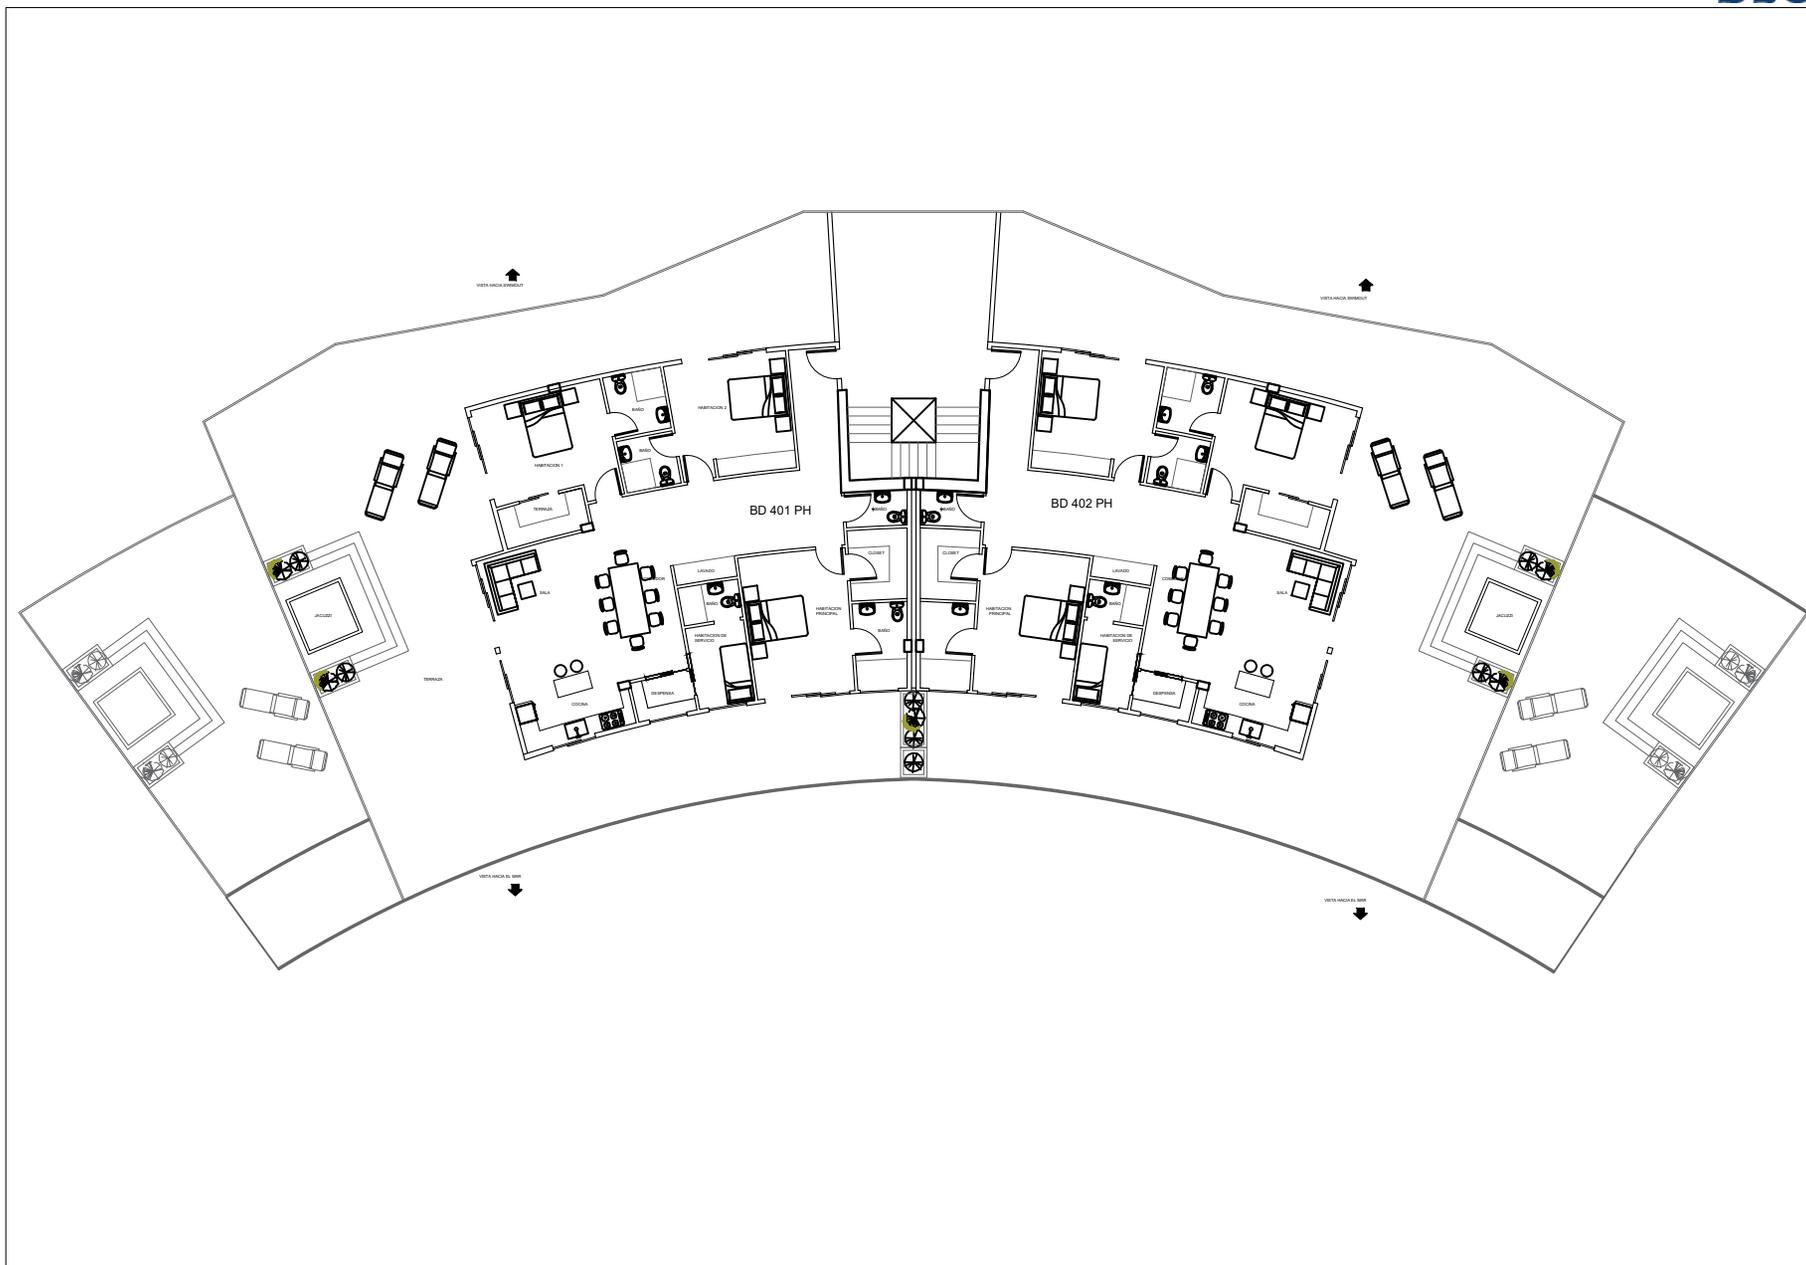 VISTA HACIA SWIMOUT
VISTA HACIA SWIMOUT
BAÑO
HABITACION 2
HABITACION 1
BAÑO
TERRAZA
BD 401 PH
BD 402 PH
BAÑO
BAÑO
CLOSET
CLOSET
LAVADO
LAVADO
SALA
SALA
BAÑO
BAÑO
HABITACION
PRINCIPAL
HABITACION
PRINCIPAL
JACUZZI
JACUZZI
BAÑO
HABITACION DE
SERVICIO
HABITACION DE
SERVICIO
TERRAZA
DESPENSA
DESPENSA
COCINA
COCINA
VISTA HACIA EL MAR
VISTA HACIA EL MAR